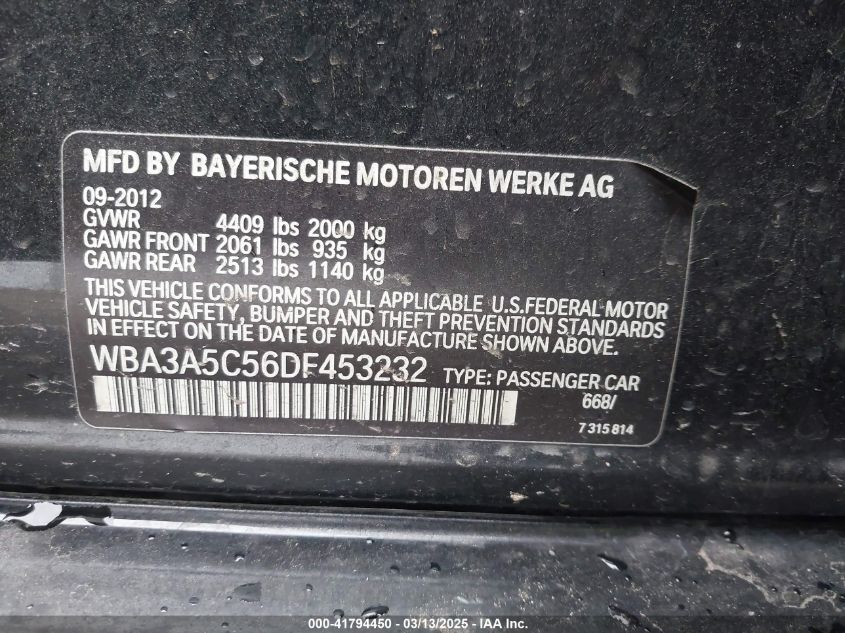 MFD BY BAYERISCHE MOTOREN WERKE AG
09-2012
GVWR 4409 lbs 2000 kg
GAWR FRONT 2061 lbs 935 kg
GAWR REAR 2513 lbs 1140 kg
THIS VEHICLE CONFORMS TO ALL APPLICABLE U.S.FEDERAL MOTOR
VEHICLE SAFETY, BUMPER AND THEFT PREVENTION STANDARDS
IN EFFECT ON THE DATE OF MANUFACTURE SHOWN ABOVE.
WBA3A5C56DF453232 TYPE: PASSENGER CAR
668/
7 315 814
000-41794450 - 03/13/2025 - IAA Inc.